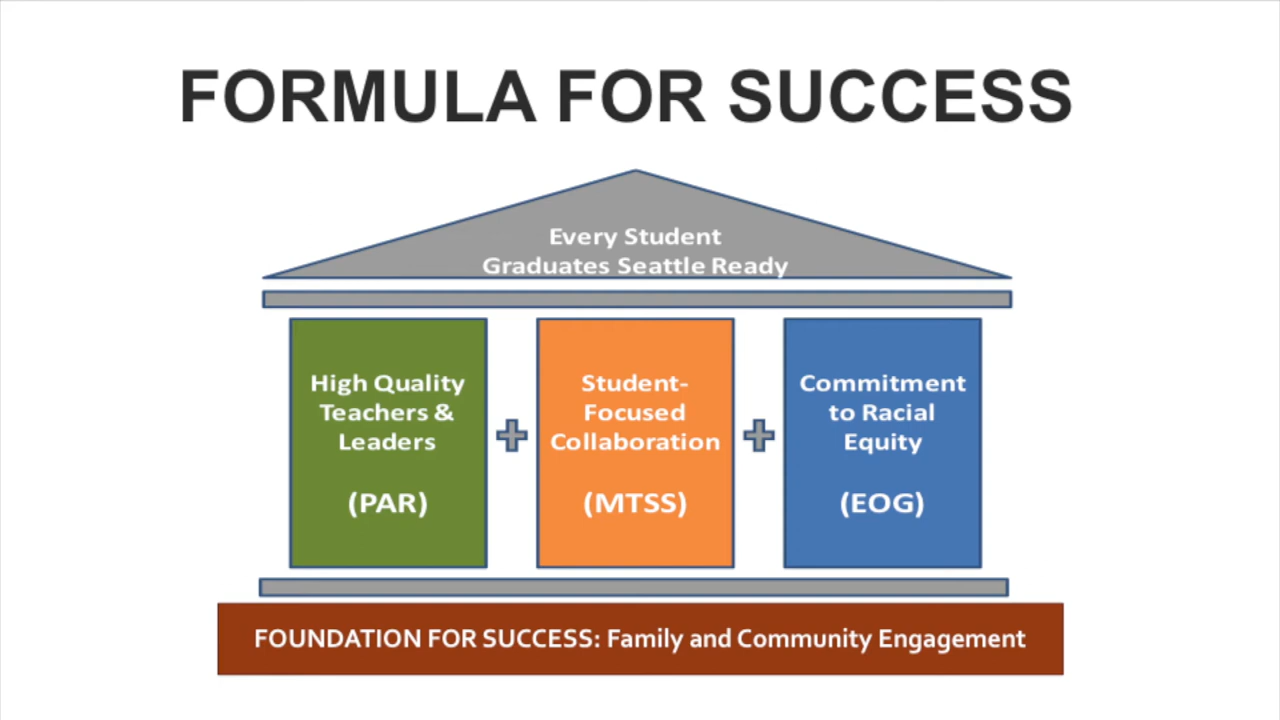 FORMULA FOR SUCCESS
Every Student
Graduates Seattle Ready
High Quality
Teachers &
Leaders
(PAR)
+
Student-
Focused
Collaboration
(MTSS)
+
Commitment
to Racial
Equity
(EOG)
FOUNDATION FOR SUCCESS: Family and Community Engagement